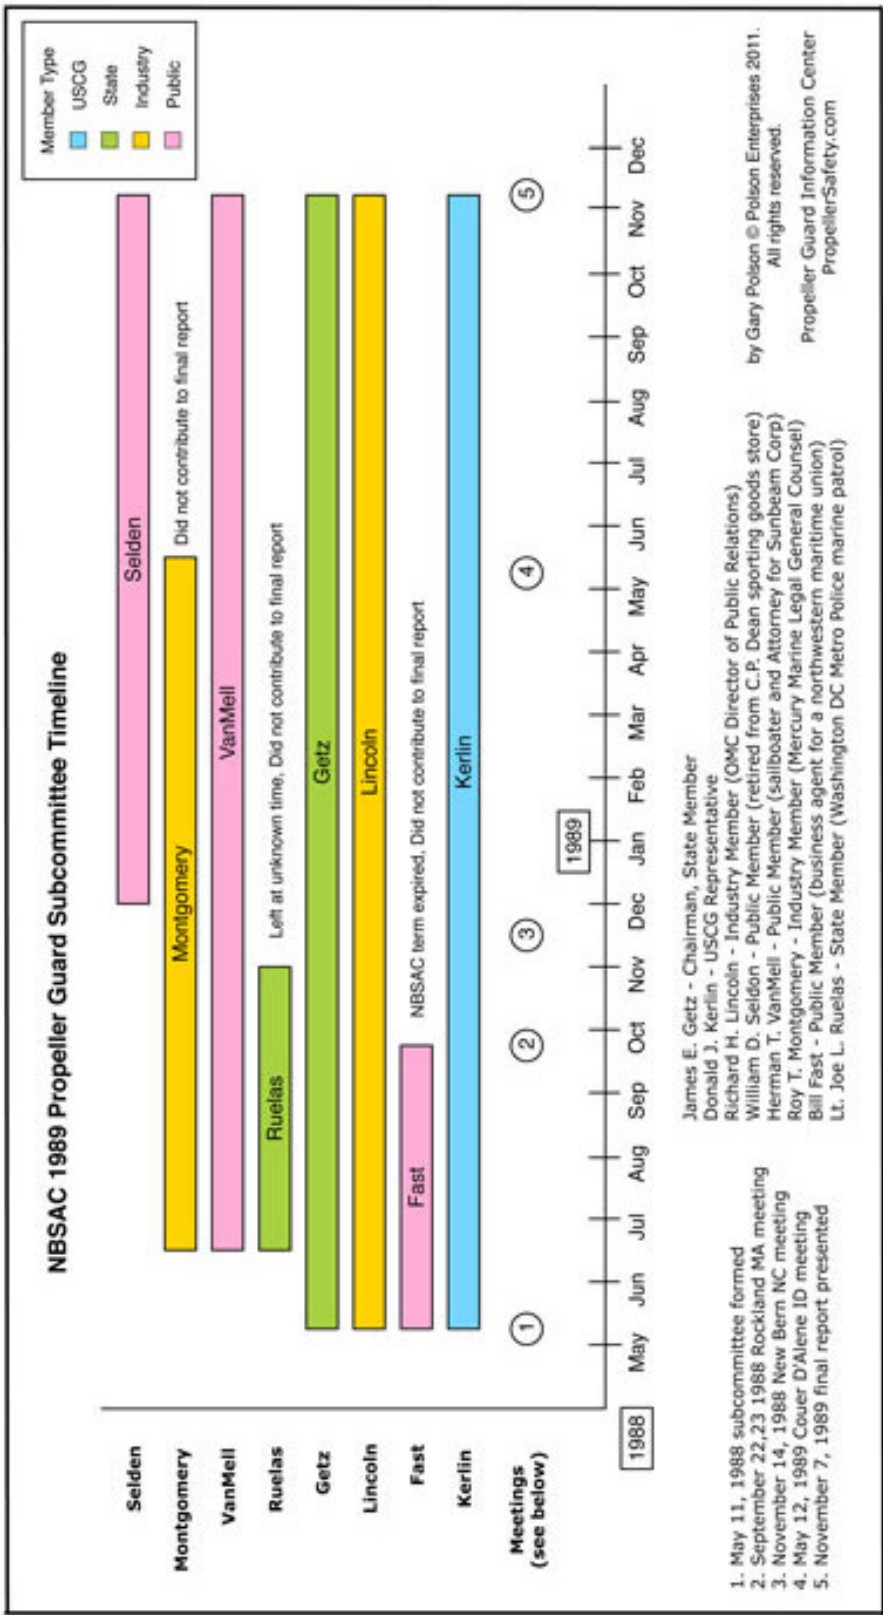 NBSAC 1989 Propeller Guard Subcommittee Timeline
Member Type
USCG
State
Industry
Public
Selden
Selden
Montgomery
Montgomery
Did not contribute to final report
VanMell
VanMell
Ruelas
Ruelas
Left at unknown time, Did not contribute to final report
Getz
Getz
Lincoln
Lincoln
Fast
Fast
NBSAC term expired, Did not contribute to final report
Kerlin
Kerlin
Meetings
(see below)
1 2 3 4 5
1989
May Jun Jul Aug Sep Oct Nov Dec Jan Feb Mar Apr May Jun Jul Aug Sep Oct Nov Dec
1988
1. May 11, 1988 subcommittee formed
2. September 22,23 1988 Rockland MA meeting
3. November 14, 1988 New Bern NC meeting
4. May 12, 1989 Couer D'Alene ID meeting
5. November 7, 1989 final report presented
James E. Getz - Chairman, State Member
Donald J. Kerlin - USCG Representative
Richard H. Lincoln - Industry Member (OMC Director of Public Relations)
William D. Seldon - Public Member (retired from C.P. Dean sporting goods store)
Herman T. VanMell - Public Member (sailboater and Attorney for Sunbeam Corp)
Roy T. Montgomery - Industry Member (Mercury Marine Legal General Counsel)
Bill Fast - Public Member (business agent for a northwestern maritime union)
Lt. Joe L. Ruelas - State Member (Washington DC Metro Police marine patrol)
by Gary Polson © Polson Enterprises 2011.
All rights reserved.
Propeller Guard Information Center
PropellerSafety.com